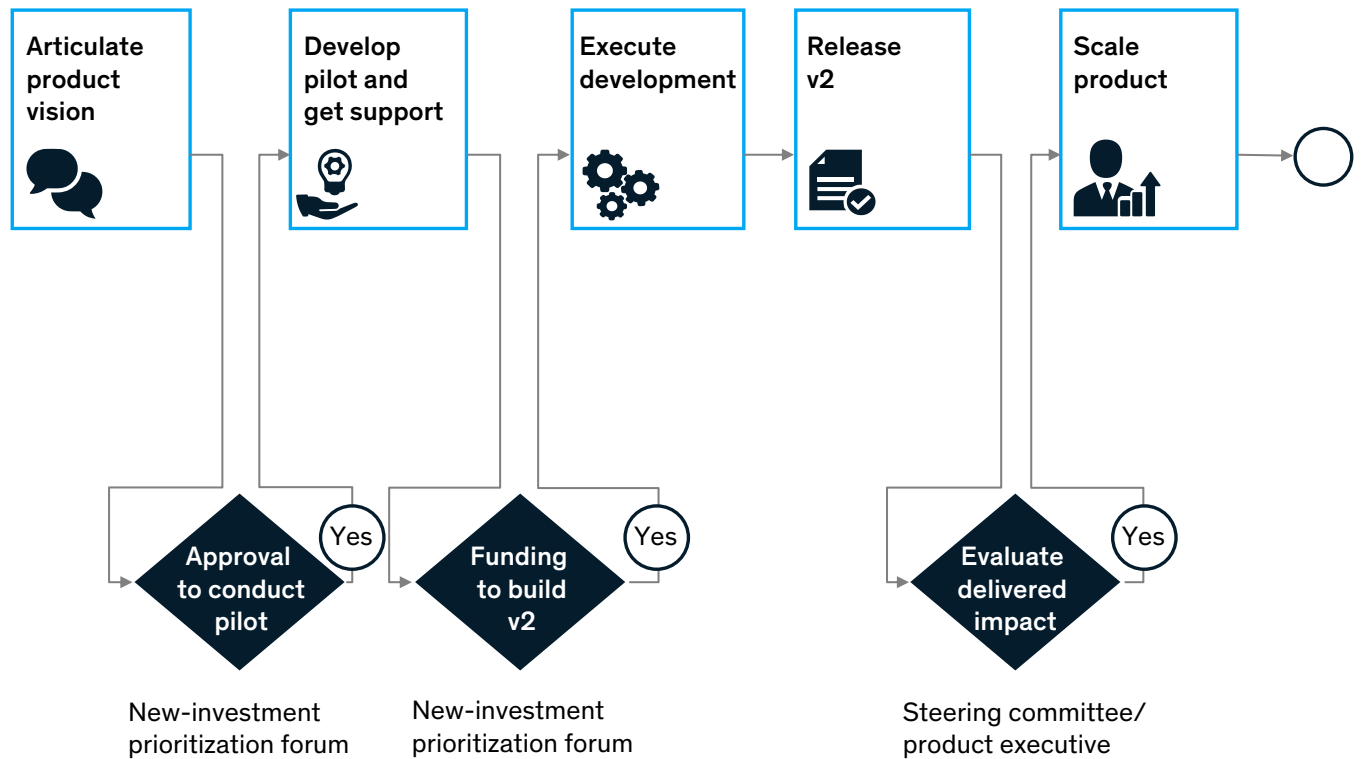 Articulate
product
vision
Develop
pilot and
get support
Execute
development
Release
v2
Scale
product
Approval
to conduct
pilot
Yes
Funding
to build
v2
Yes
Evaluate
delivered
impact
Yes
New-investment
prioritization forum
New-investment
prioritization forum
Steering committee/
product executive